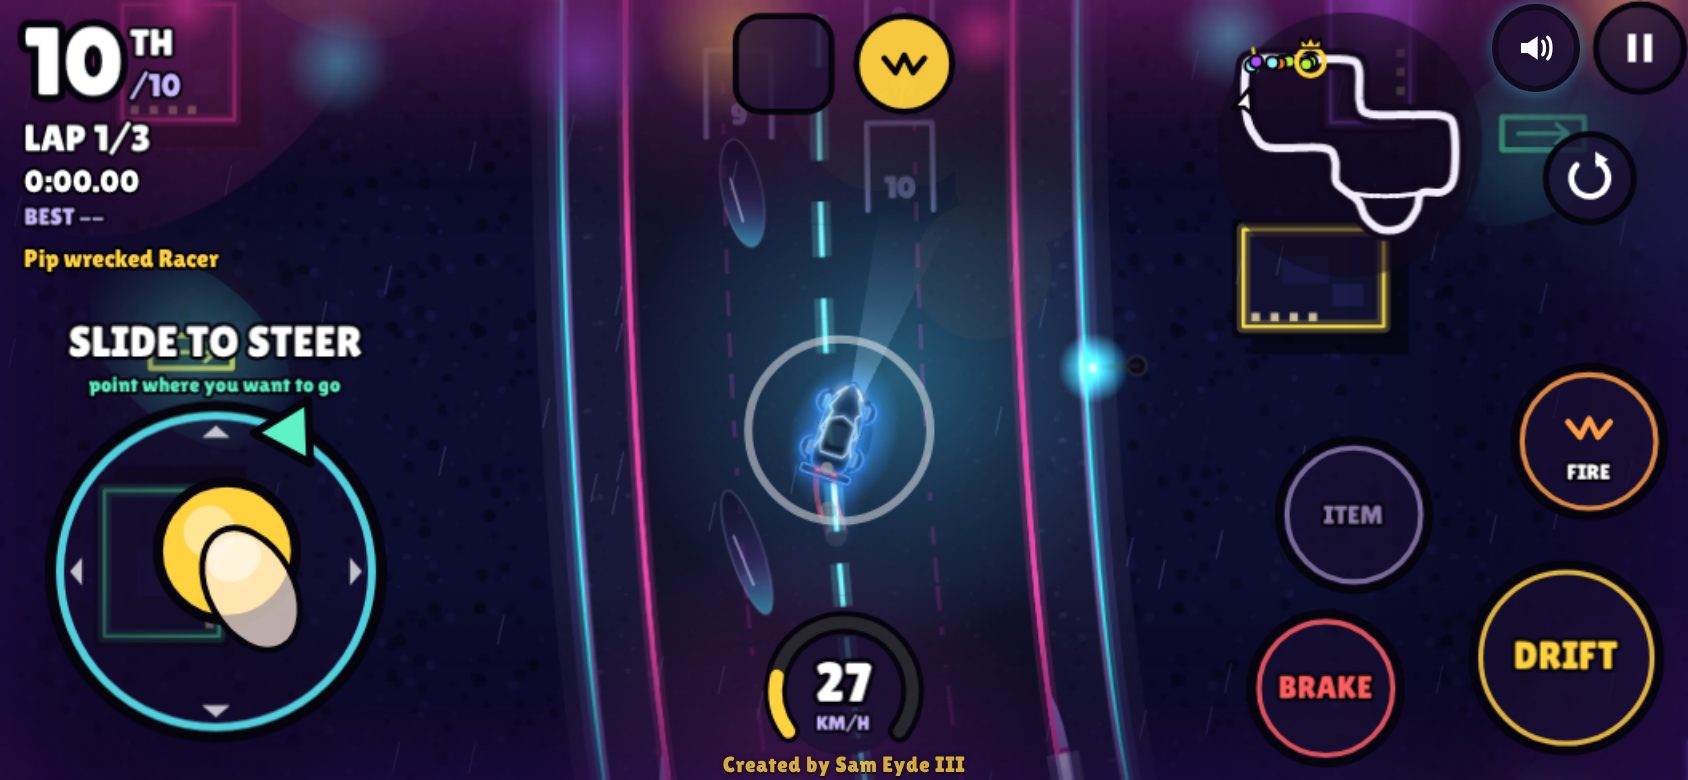 10TH
/10
LAP 1/3
0:00.00
BEST --
Pip wrecked Racer
SLIDE TO STEER
point where you want to go
9
10
27
KM/H
Created by Sam Eyde III
FIRE
ITEM
BRAKE
DRIFT